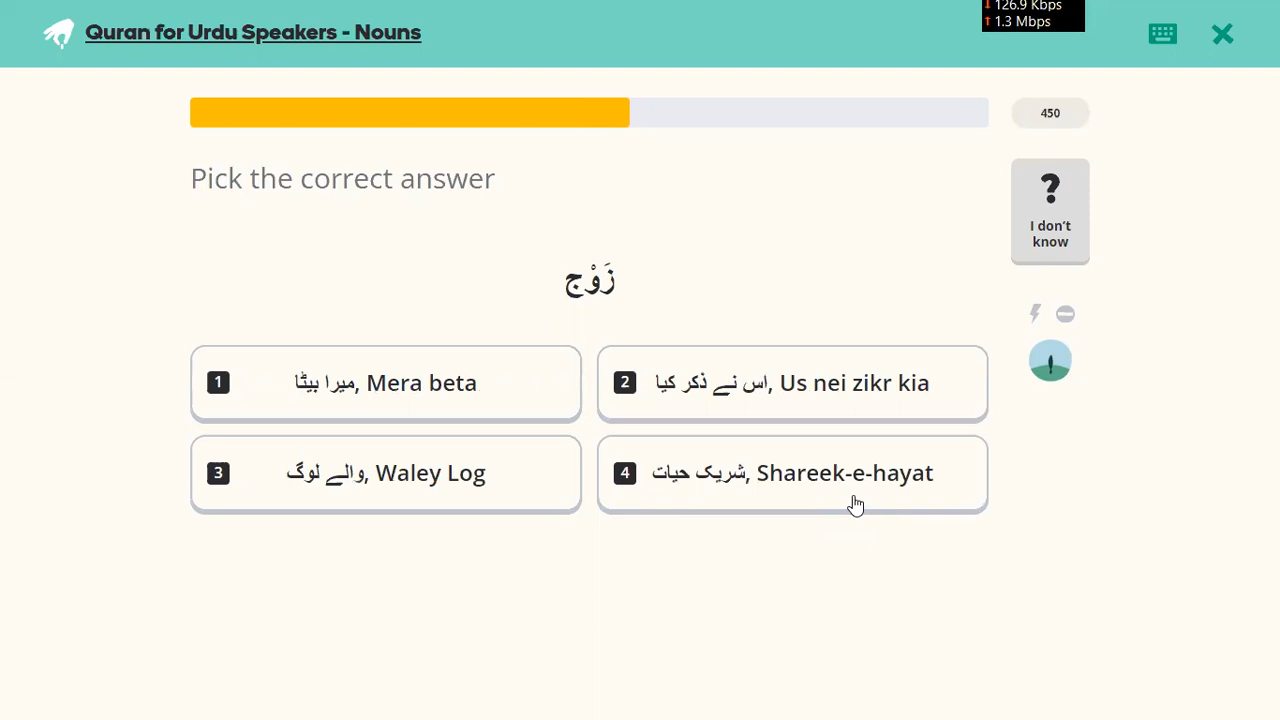 126.9 Kbps
1.3 Mbps
Quran for Urdu Speakers - Nouns
450
Pick the correct answer
?
I don't
know
زَوْج
1 میرا بیٹا, Mera beta
2 اس نے ذکر کیا, Us nei zikr kia
3 والے لوگ, Waley Log
4 شریک حیات, Shareek-e-hayat